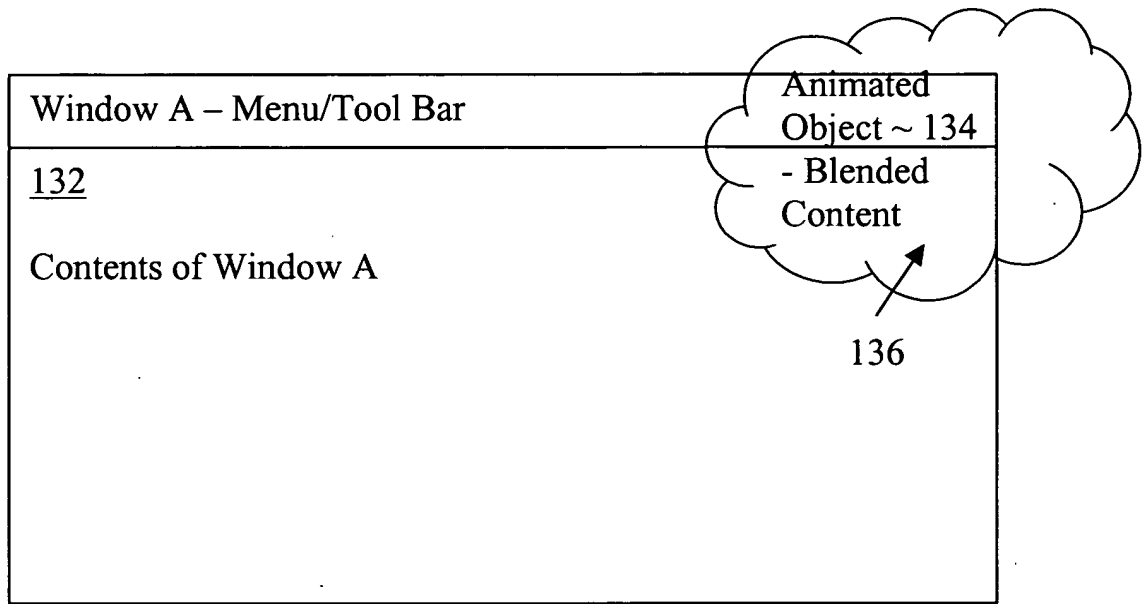 Window A – Menu/Tool Bar
Animated
Object ~ 134
- Blended
Content
132
Contents of Window A
136